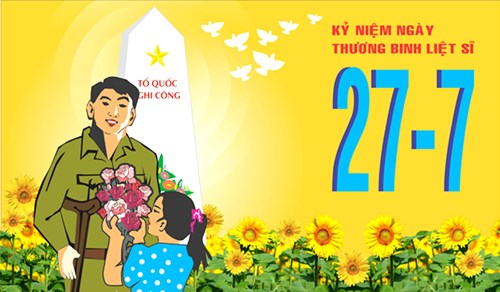 KỶ NIỆM NGÀY
THƯƠNG BINH LIỆT SĨ
27-7
TỔ QUỐC
GHI CÔNG